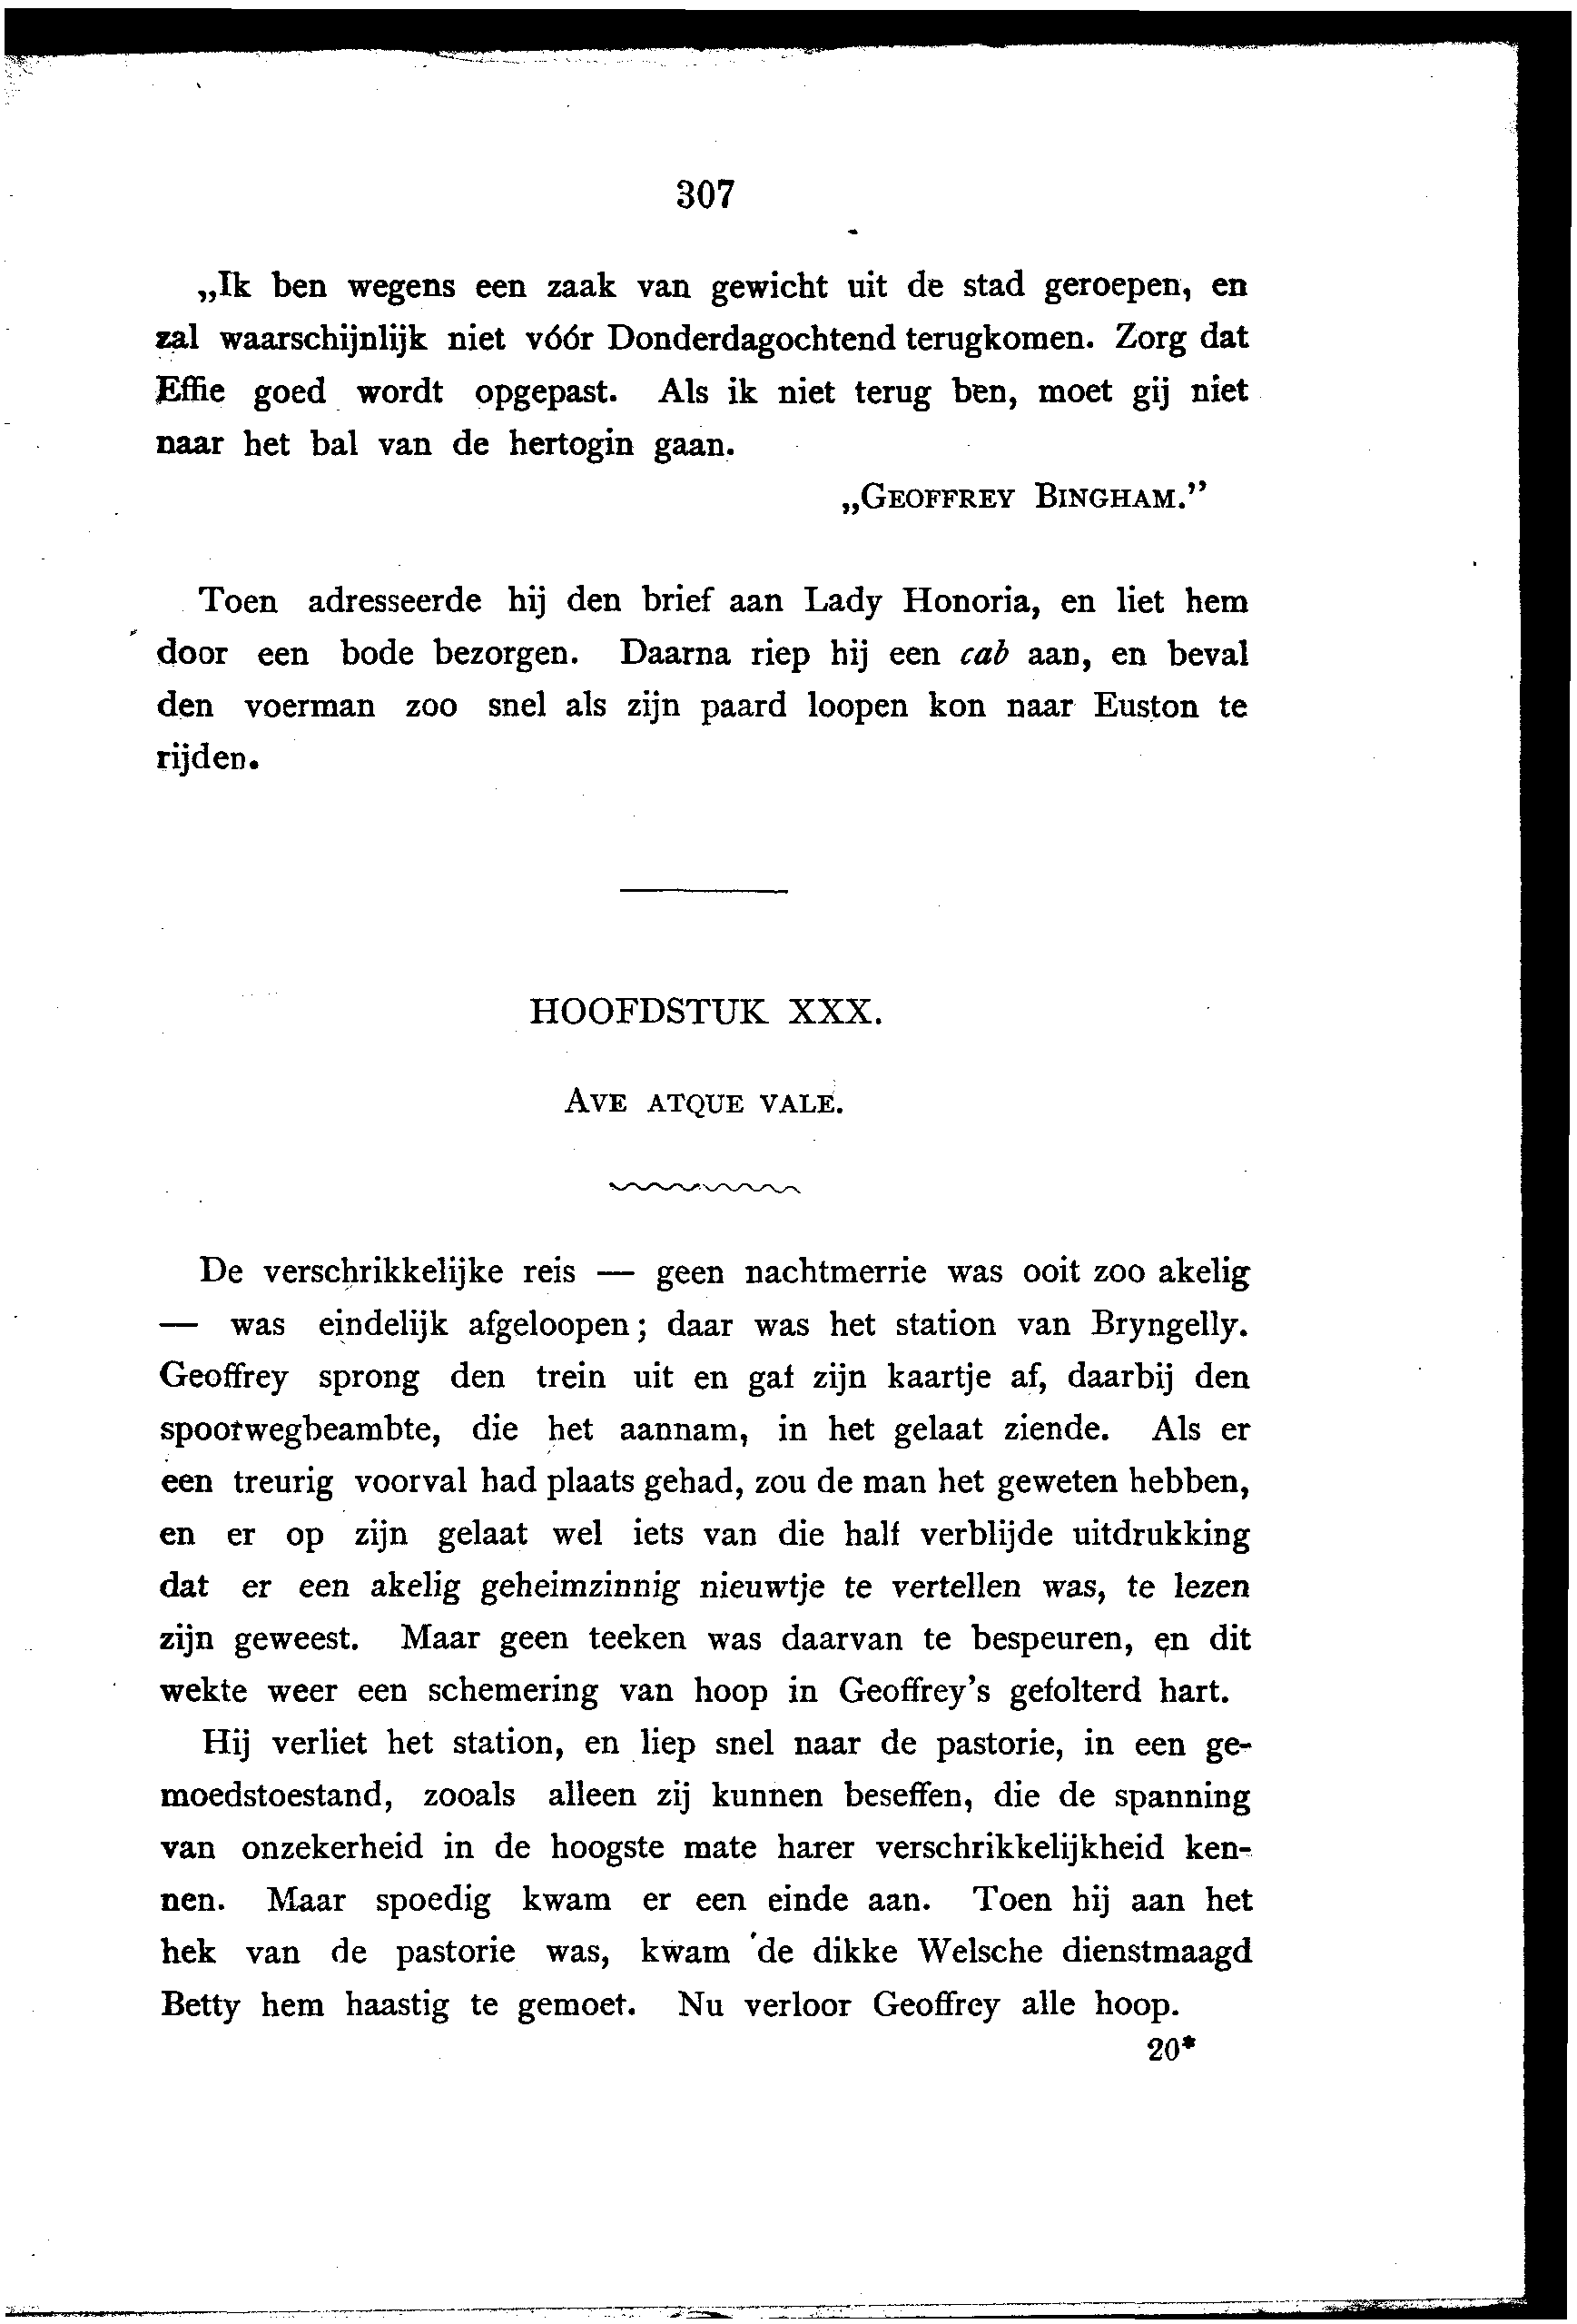 307
„Ik ben wegens een zaak van gewicht uit de stad geroepen, en
zal waarschijnlijk niet vóór Donderdagochtend terugkomen. Zorg dat
Effie goed wordt opgepast. Als ik niet terug ben, moet gij niet
naar het bal van de hertogin gaan.
„GEOFFREY BINGHAM.”
Toen adresseerde hij den brief aan Lady Honoria, en liet hem
door een bode bezorgen. Daarna riep hij een cab aan, en beval
den voerman zoo snel als zijn paard loopen kon naar Euston te
rijden.
HOOFDSTUK XXX.
AVE ATQUE VALE.
De verschrikkelijke reis — geen nachtmerrie was ooit zoo akelig
— was eindelijk afgeloopen; daar was het station van Bryngelly.
Geoffrey sprong den trein uit en gaf zijn kaartje af, daarbij den
spoorwegbeambte, die het aannam, in het gelaat ziende. Als er
een treurig voorval had plaats gehad, zou de man het geweten hebben,
en er op zijn gelaat wel iets van die half verblijde uitdrukking
dat er een akelig geheimzinnig nieuwtje te vertellen was, te lezen
zijn geweest. Maar geen teeken was daarvan te bespeuren, en dit
wekte weer een schemering van hoop in Geoffrey's gefolterd hart.
Hij verliet het station, en liep snel naar de pastorie, in een ge-
moedstoestand, zooals alleen zij kunnen beseffen, die de spanning
van onzekerheid in de hoogste mate harer verschrikkelijkheid ken-
nen. Maar spoedig kwam er een einde aan. Toen hij aan het
hek van de pastorie was, kwam de dikke Welsche dienstmaagd
Betty hem haastig te gemoet. Nu verloor Geoffrey alle hoop.
20*